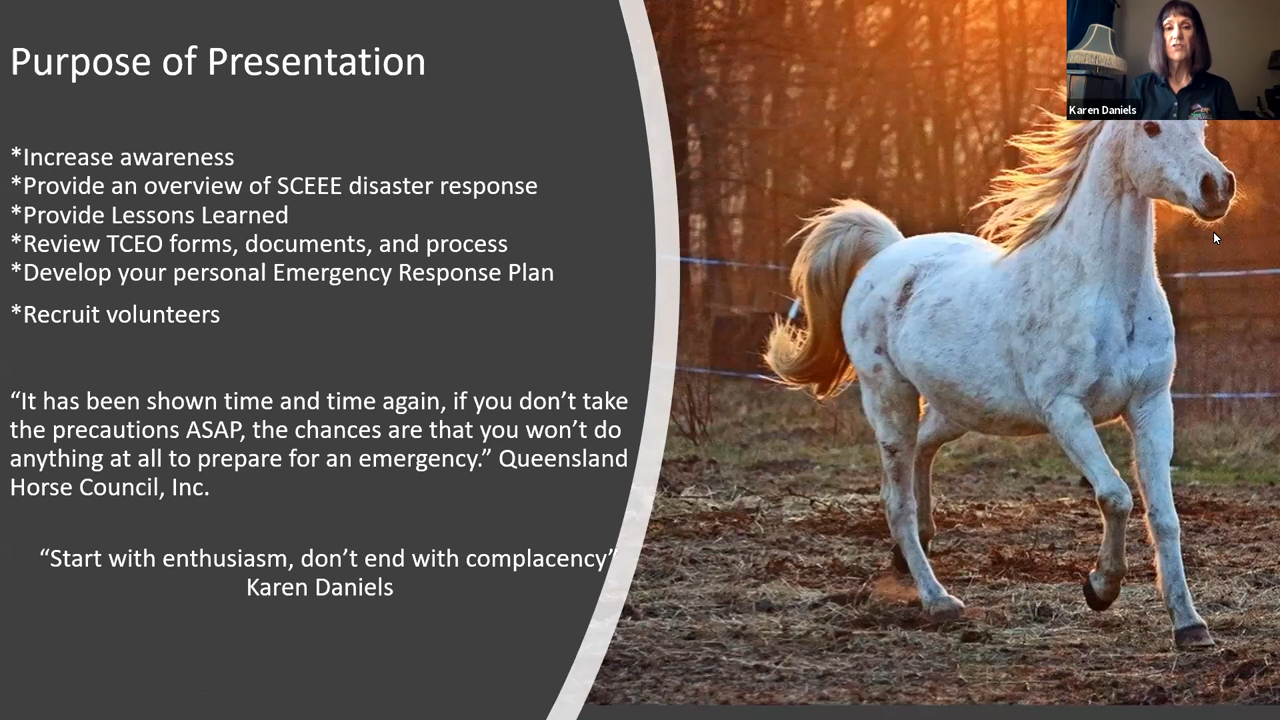 Purpose of Presentation
*Increase awareness
*Provide an overview of SCEEE disaster response
*Provide Lessons Learned
*Review TCEO forms, documents, and process
*Develop your personal Emergency Response Plan
*Recruit volunteers
“It has been shown time and time again, if you don’t take
the precautions ASAP, the chances are that you won’t do
anything at all to prepare for an emergency.” Queensland
Horse Council, Inc.
“Start with enthusiasm, don’t end with complacency”
Karen Daniels
Karen Daniels